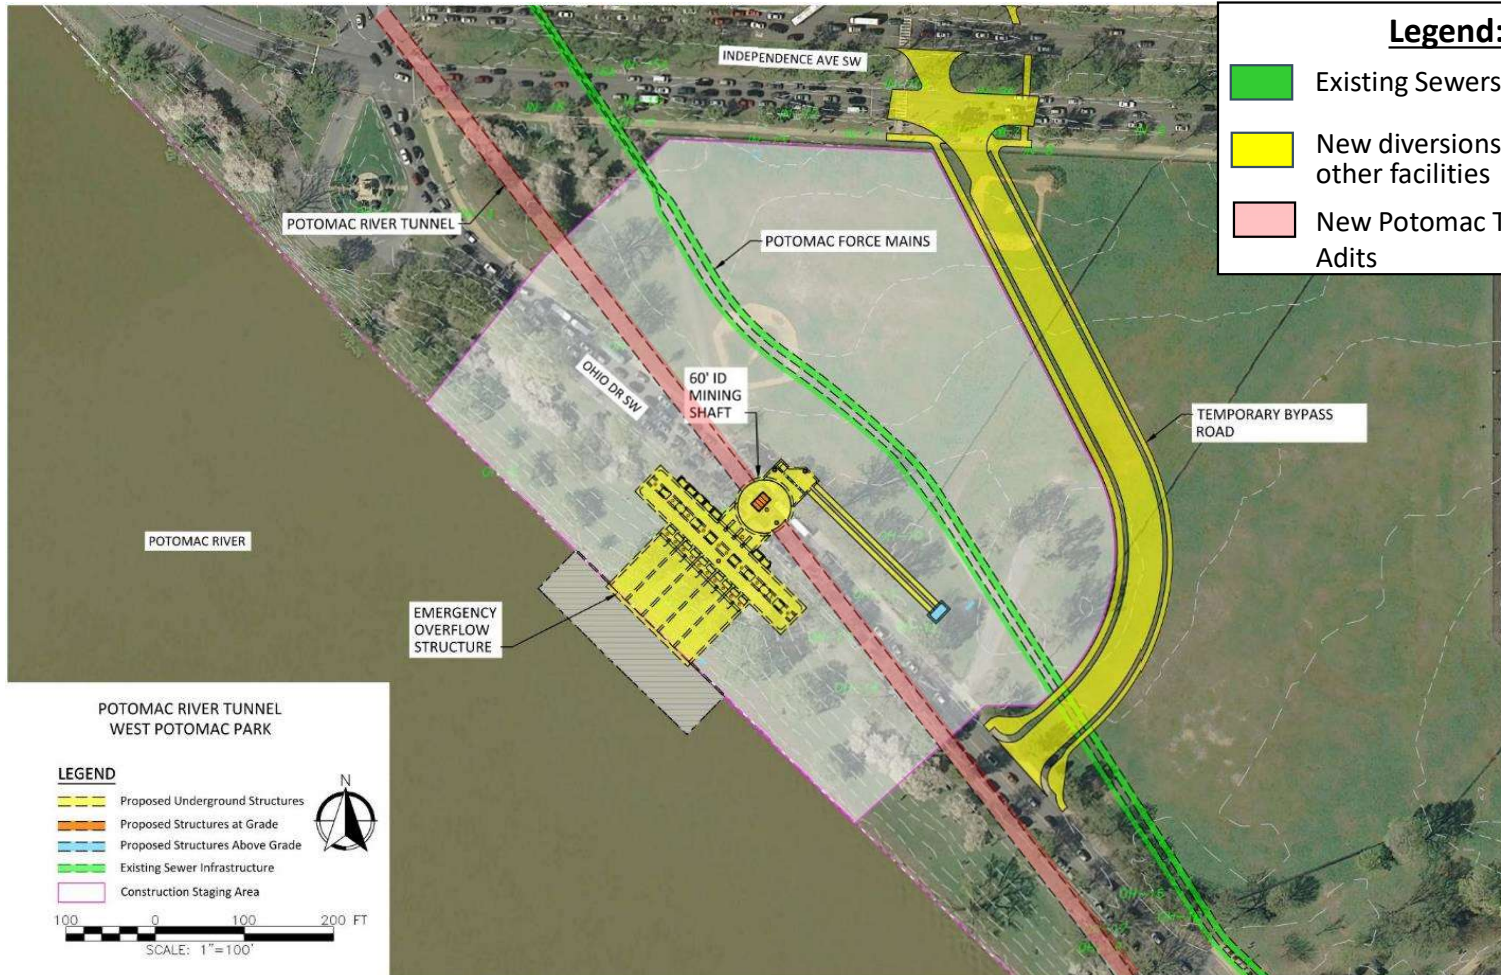 INDEPENDENCE AVE SW
Legend:
Existing Sewers
New diversions
other facilities
New Potomac T
Adits
POTOMAC RIVER TUNNEL
POTOMAC FORCE MAINS
OHIO DR SW
60' ID
MINING
SHAFT
TEMPORARY BYPASS
ROAD
POTOMAC RIVER
EMERGENCY
OVERFLOW
STRUCTURE
POTOMAC RIVER TUNNEL
WEST POTOMAC PARK
LEGEND
N
Proposed Underground Structures
Proposed Structures at Grade
Proposed Structures Above Grade
Existing Sewer Infrastructure
Construction Staging Area
100 0 100 200 FT
SCALE: 1"=100'